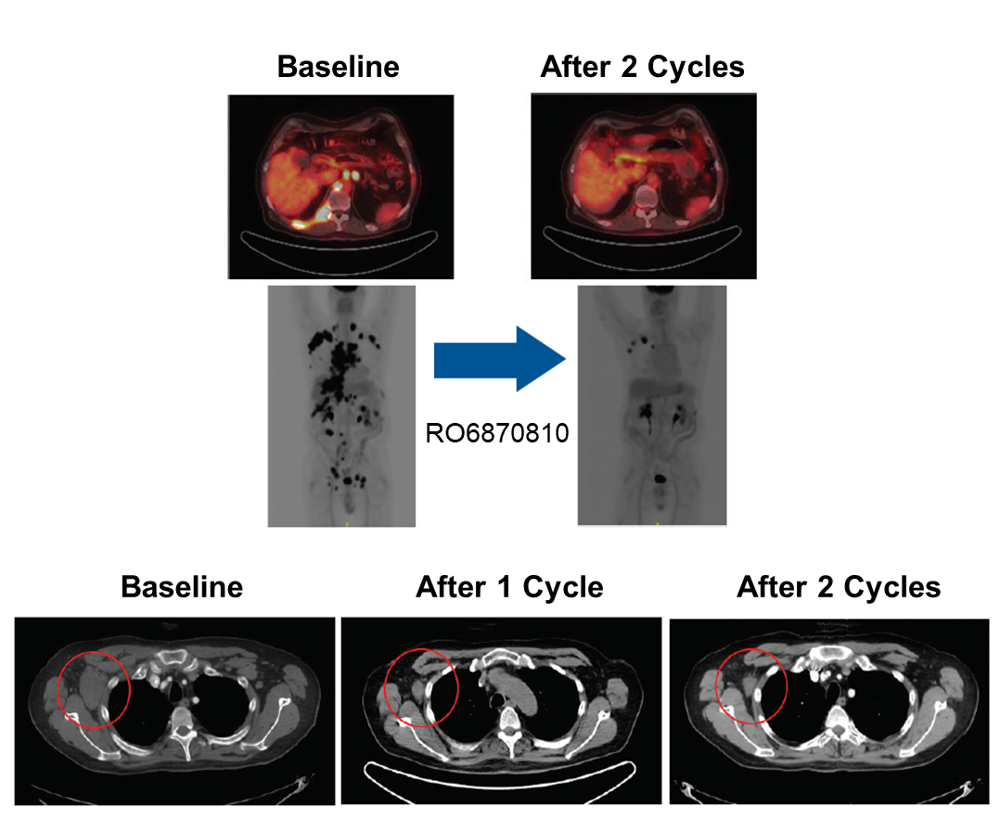 Baseline
After 2 Cycles
RO6870810
Baseline
After 1 Cycle
After 2 Cycles